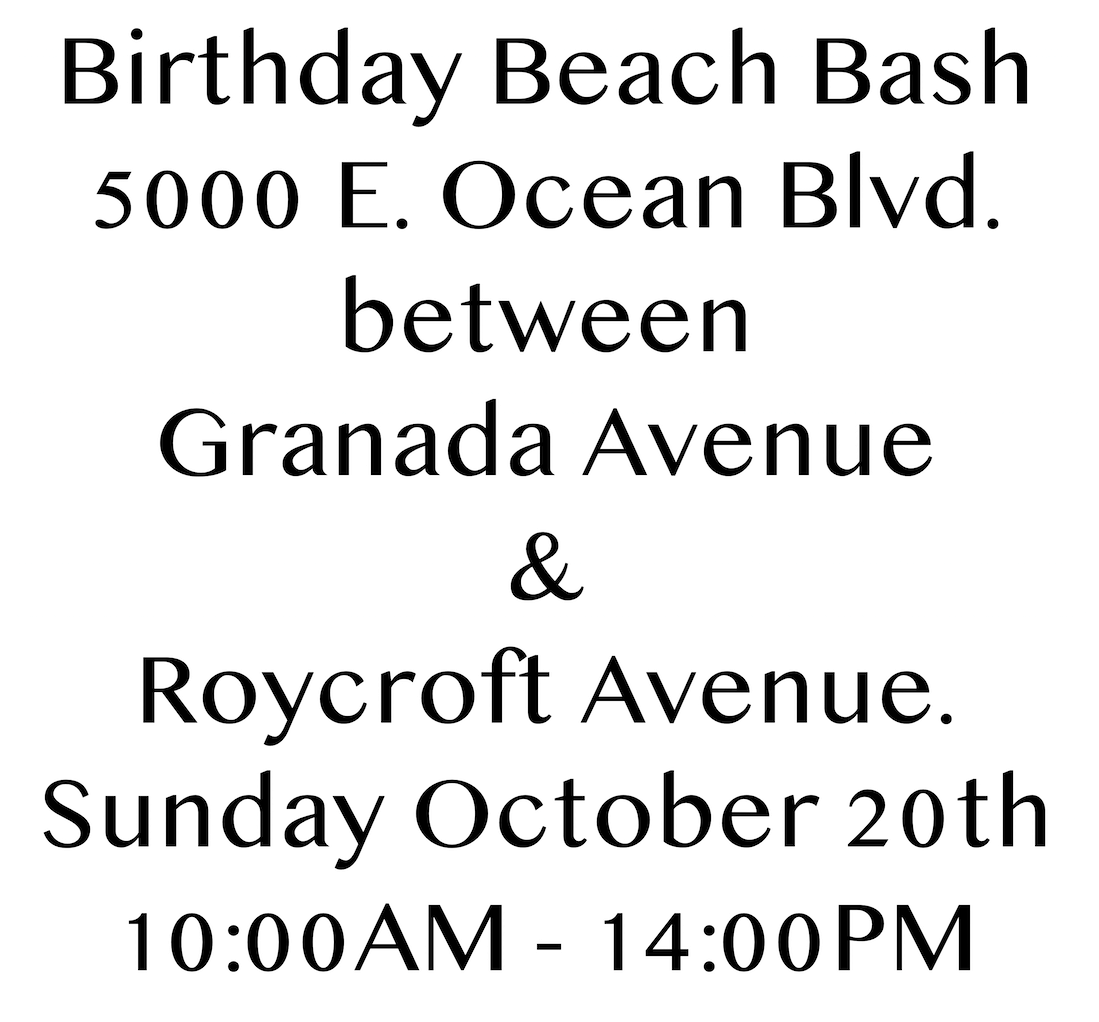 Birthday Beach Bash
5000 E. Ocean Blvd.
between
Granada Avenue
&
Roycroft Avenue.
Sunday October 20th
10:00AM - 14:00PM